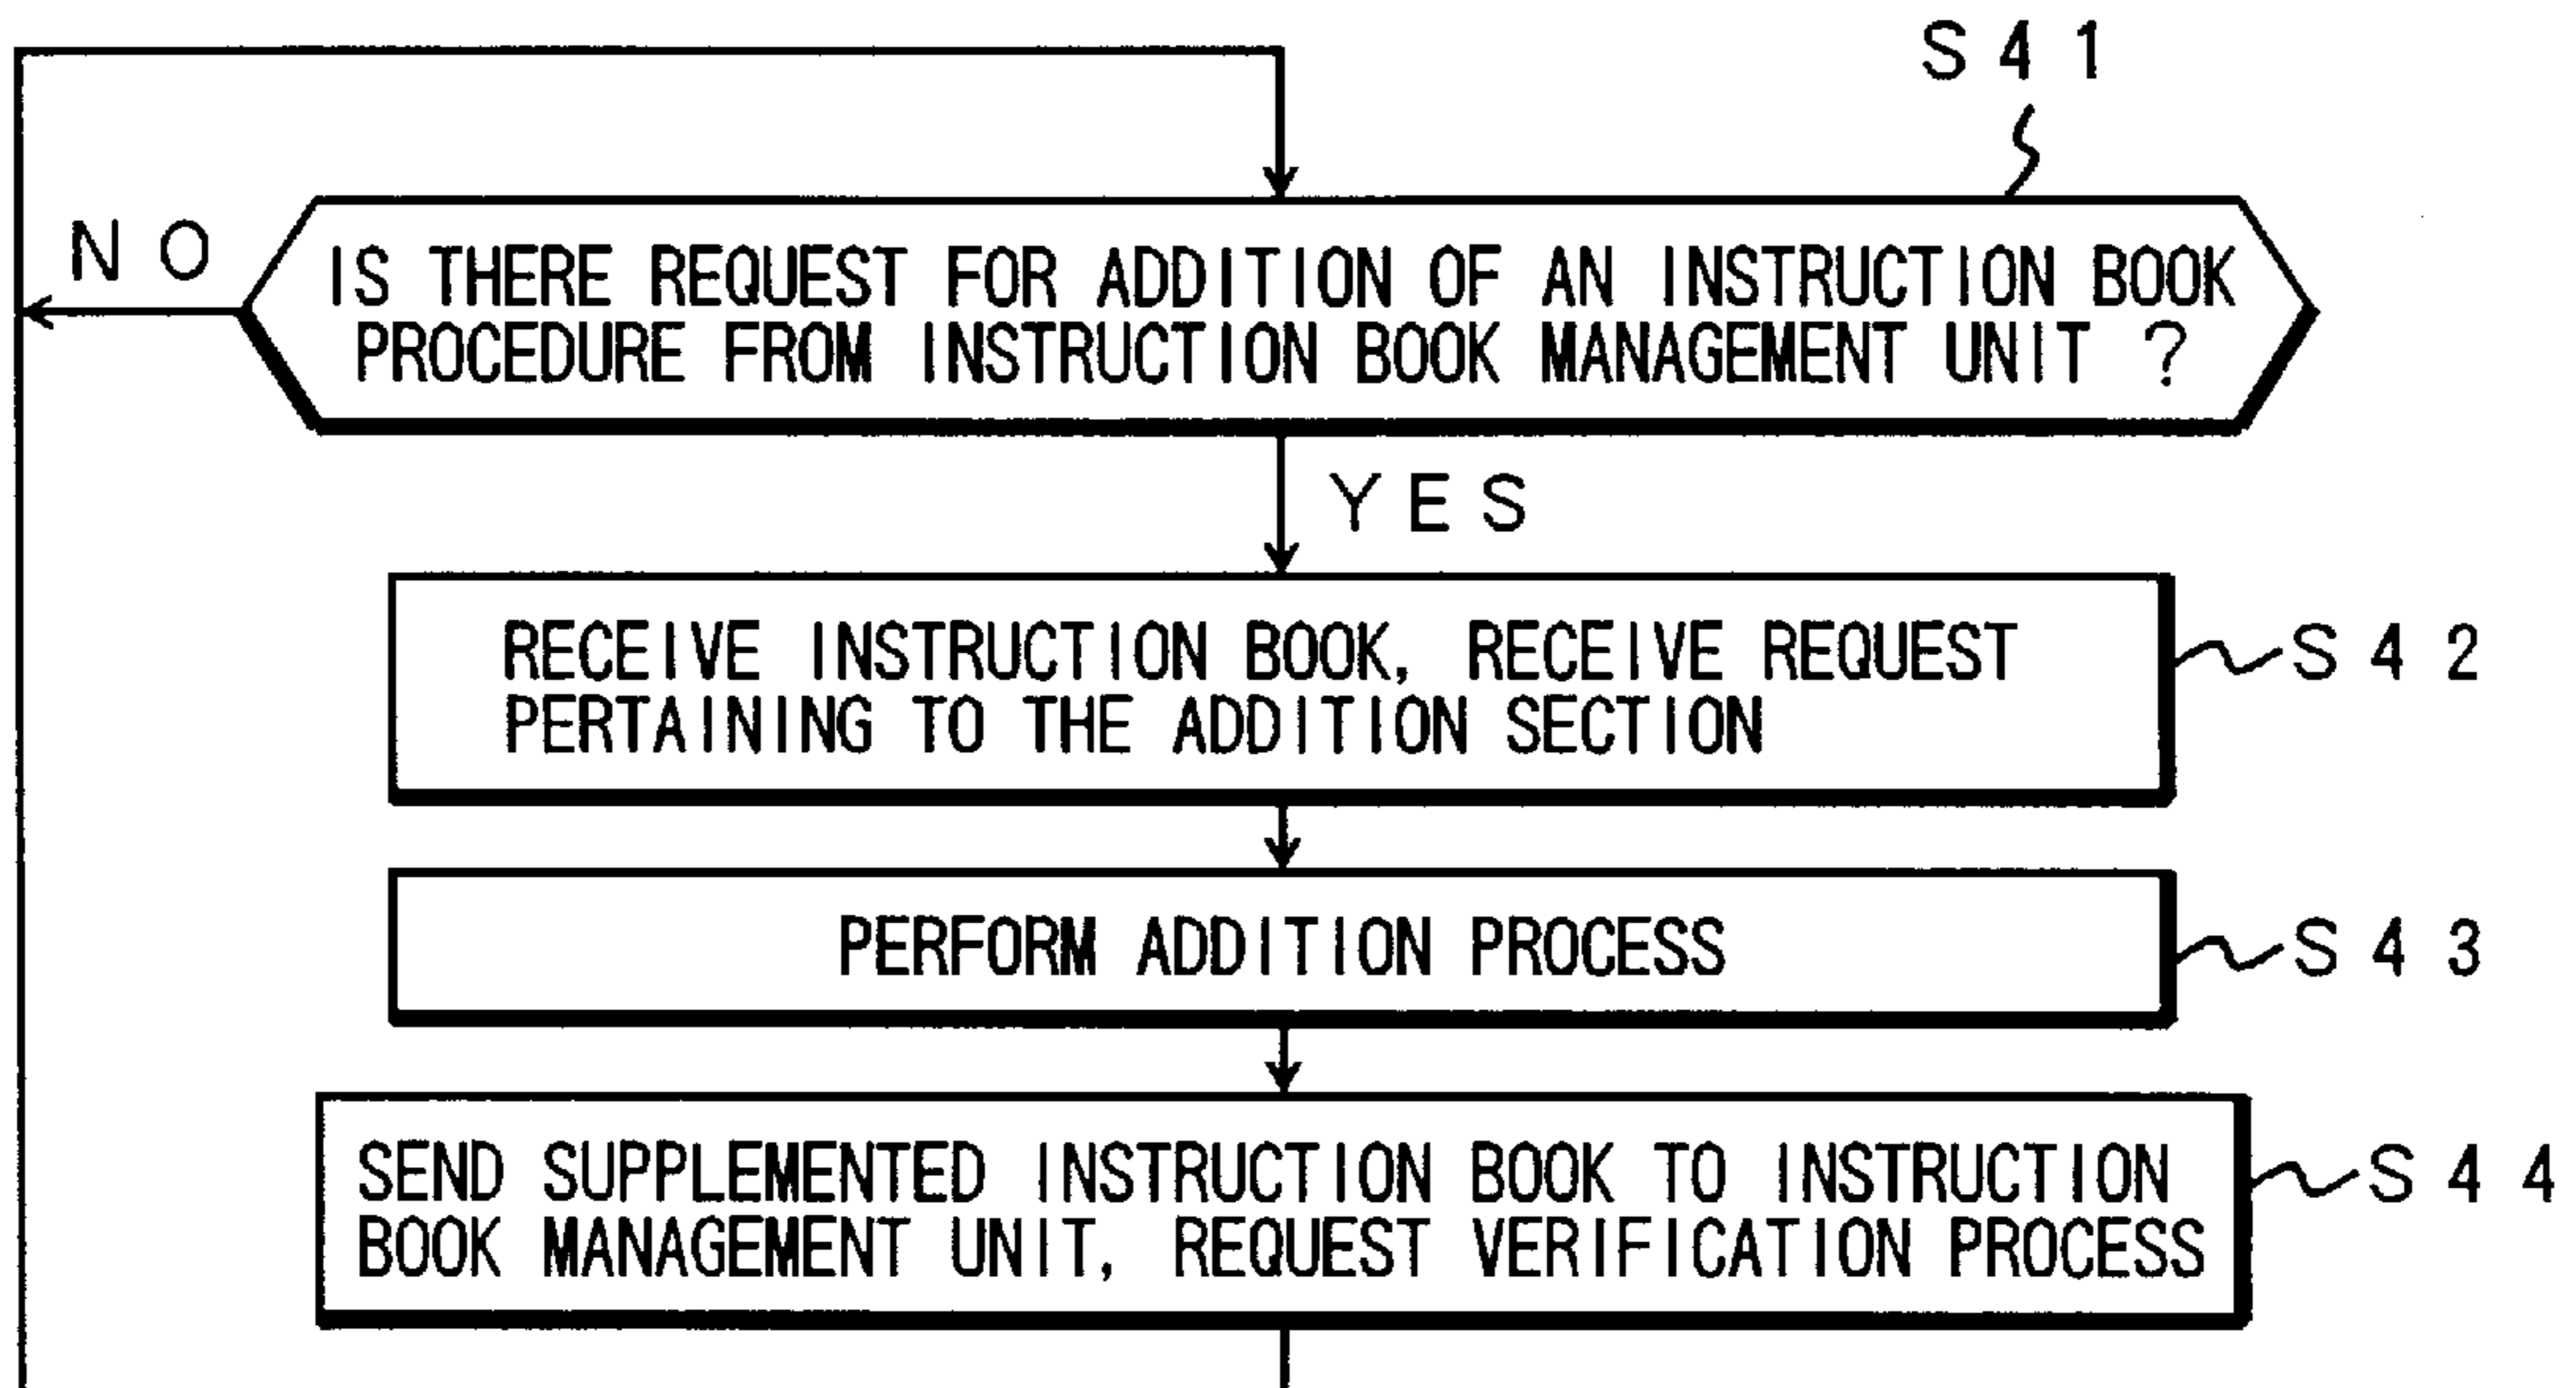 S41
NO
IS THERE REQUEST FOR ADDITION OF AN INSTRUCTION BOOK
PROCEDURE FROM INSTRUCTION BOOK MANAGEMENT UNIT ?
YES
RECEIVE INSTRUCTION BOOK, RECEIVE REQUEST
PERTAINING TO THE ADDITION SECTION
S42
PERFORM ADDITION PROCESS
S43
SEND SUPPLEMENTED INSTRUCTION BOOK TO INSTRUCTION
BOOK MANAGEMENT UNIT, REQUEST VERIFICATION PROCESS
S44